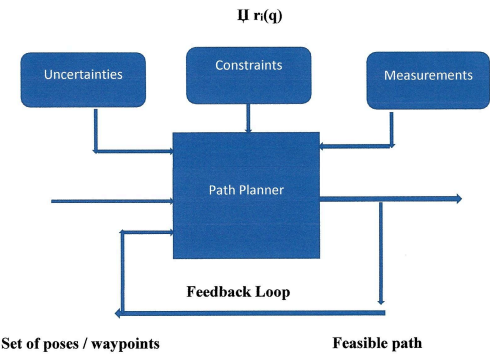 Џ rᵢ(q)
Uncertainties
Constraints
Measurements
Path Planner
Feedback Loop
Set of poses / waypoints
Feasible path